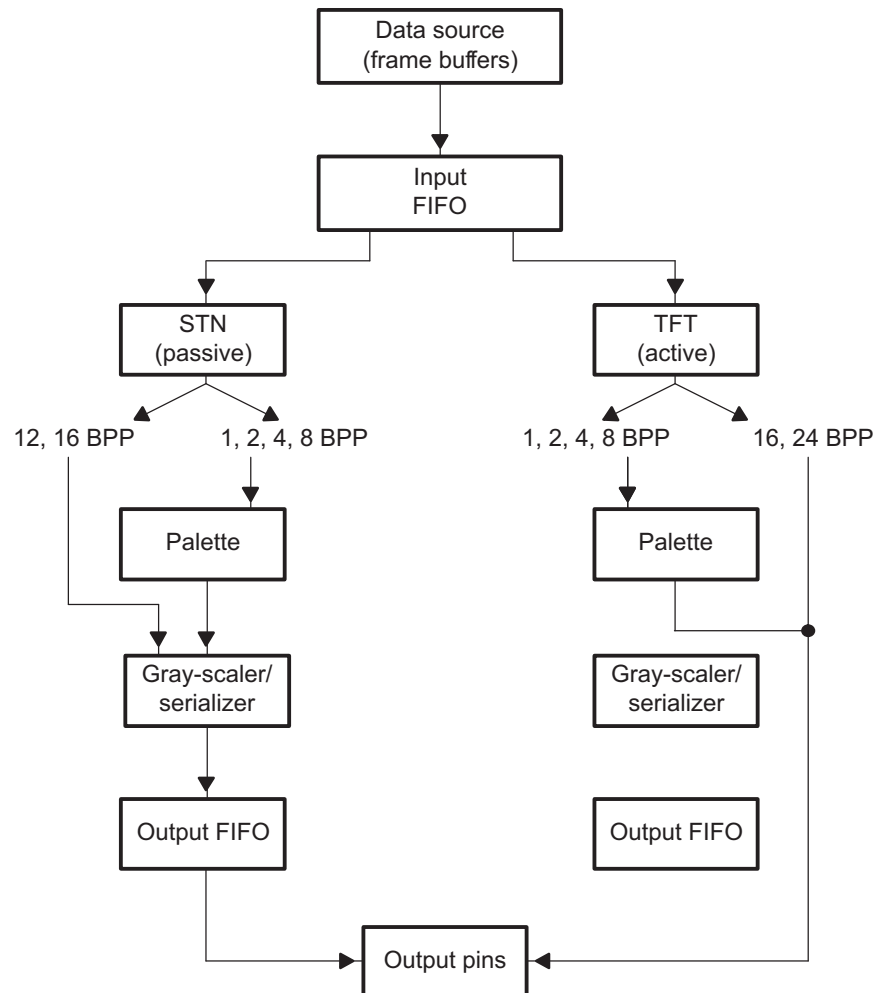 Data source
(frame buffers)
Input
FIFO
STN
(passive)
TFT
(active)
12, 16 BPP
1, 2, 4, 8 BPP
1, 2, 4, 8 BPP
16, 24 BPP
Palette
Palette
Gray-scaler/
serializer
Gray-scaler/
serializer
Output FIFO
Output FIFO
Output pins